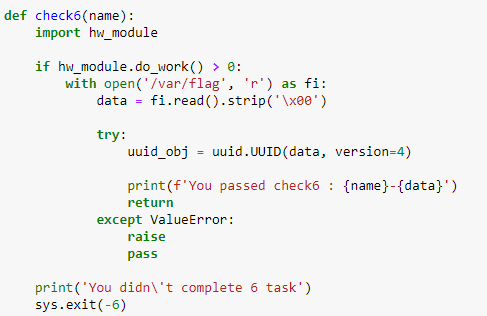 def check6(name):
    import hw_module

    if hw_module.do_work() > 0:
        with open('/var/flag', 'r') as fi:
            data = fi.read().strip('\x00')

            try:
                uuid_obj = uuid.UUID(data, version=4)

                print(f'You passed check6 : {name}-{data}')
                return
            except ValueError:
                raise
                pass

    print('You didn\'t complete 6 task')
    sys.exit(-6)